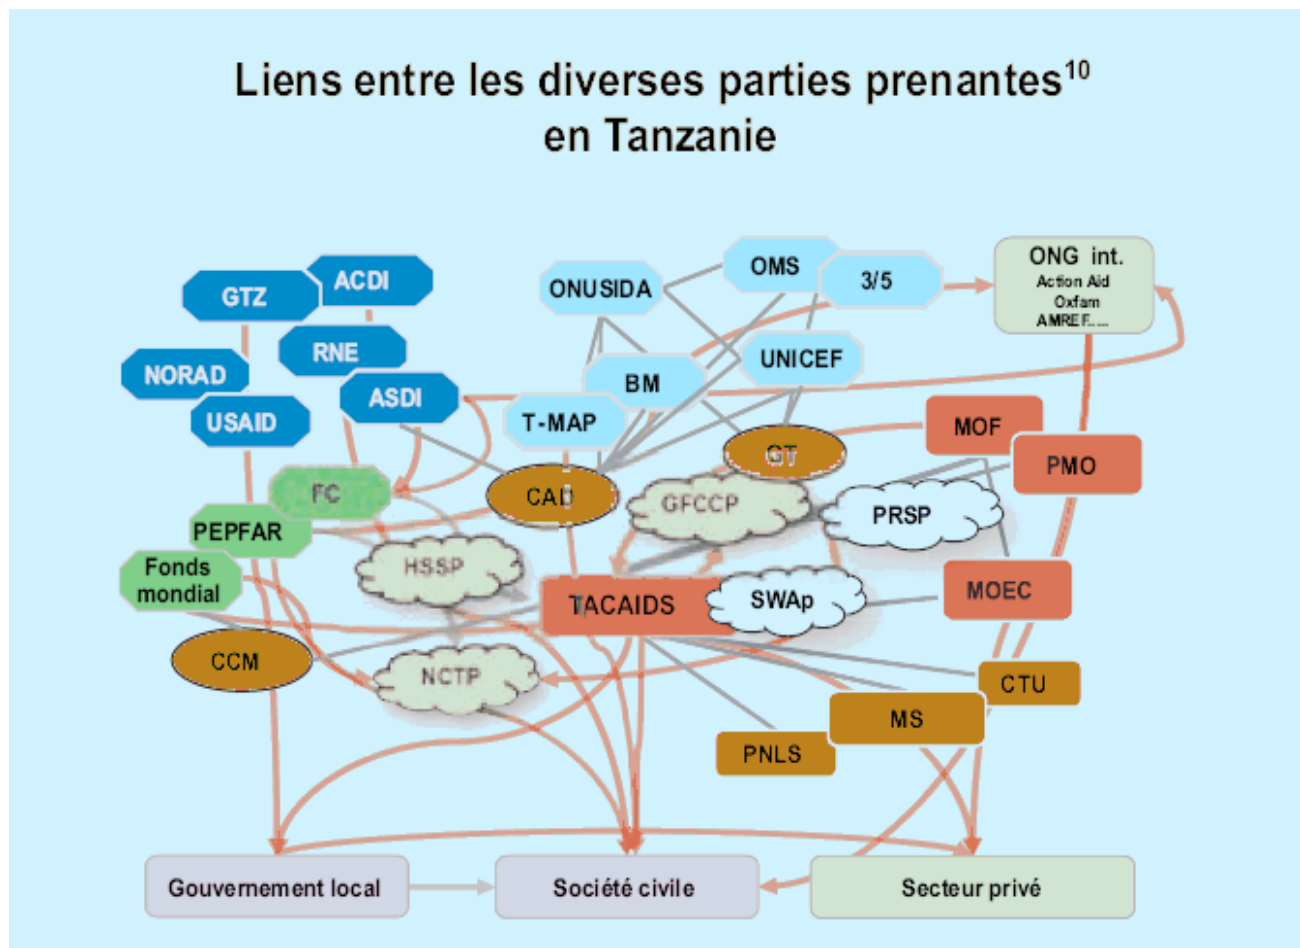 Liens entre les diverses parties prenantes10
en Tanzanie
ONG int.
Action Aid
Oxfam
AMREF.....
OMS
3/5
ACDI
GTZ
ONUSIDA
RNE
UNICEF
NORAD
BM
ASDI
USAID
T-MAP
MOF
GT
PMO
FC
CAD
GFCCP
PRSP
PEPFAR
HSSP
Fonds
mondial
TACAIDS
SWAp
MOEC
CCM
NCTP
CTU
MS
PNLS
Gouvernement local
Société civile
Secteur privé